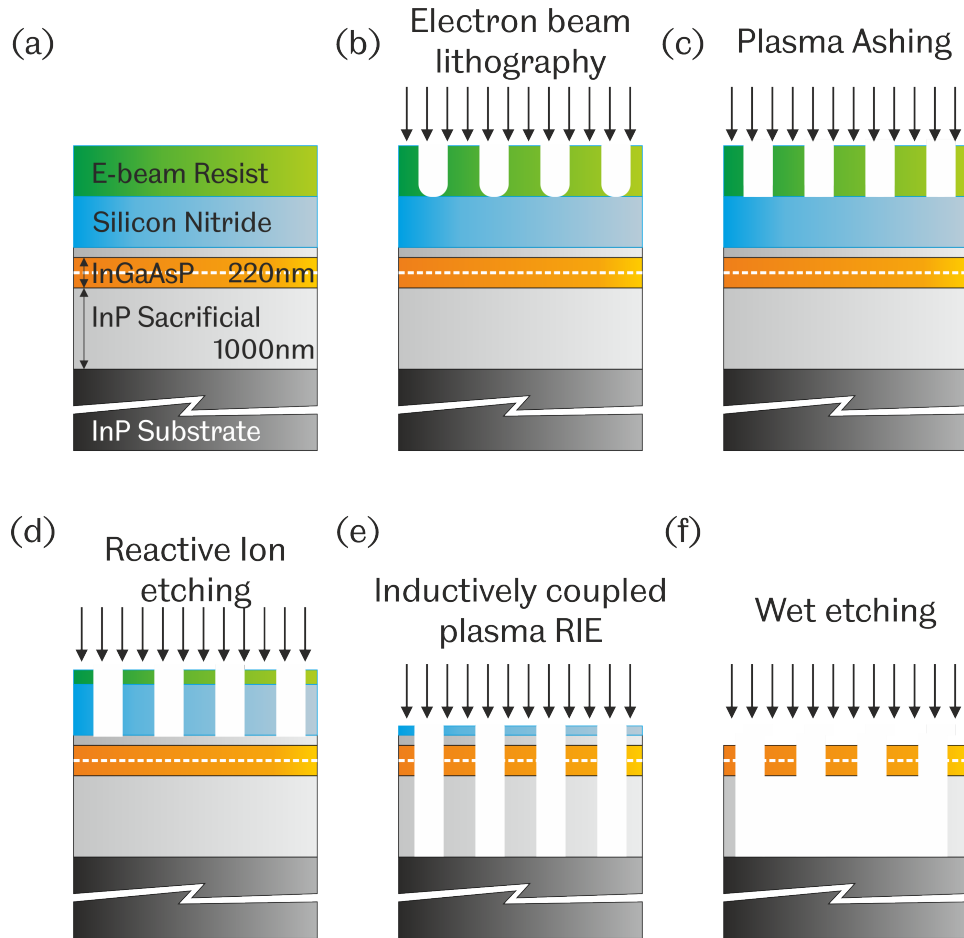 (a)
E-beam Resist
Silicon Nitride
InGaAsP 220nm
InP Sacrificial
1000nm
InP Substrate
(b)
Electron beam
lithography
(c)
Plasma Ashing
(d)
Reactive Ion
etching
(e)
Inductively coupled
plasma RIE
(f)
Wet etching